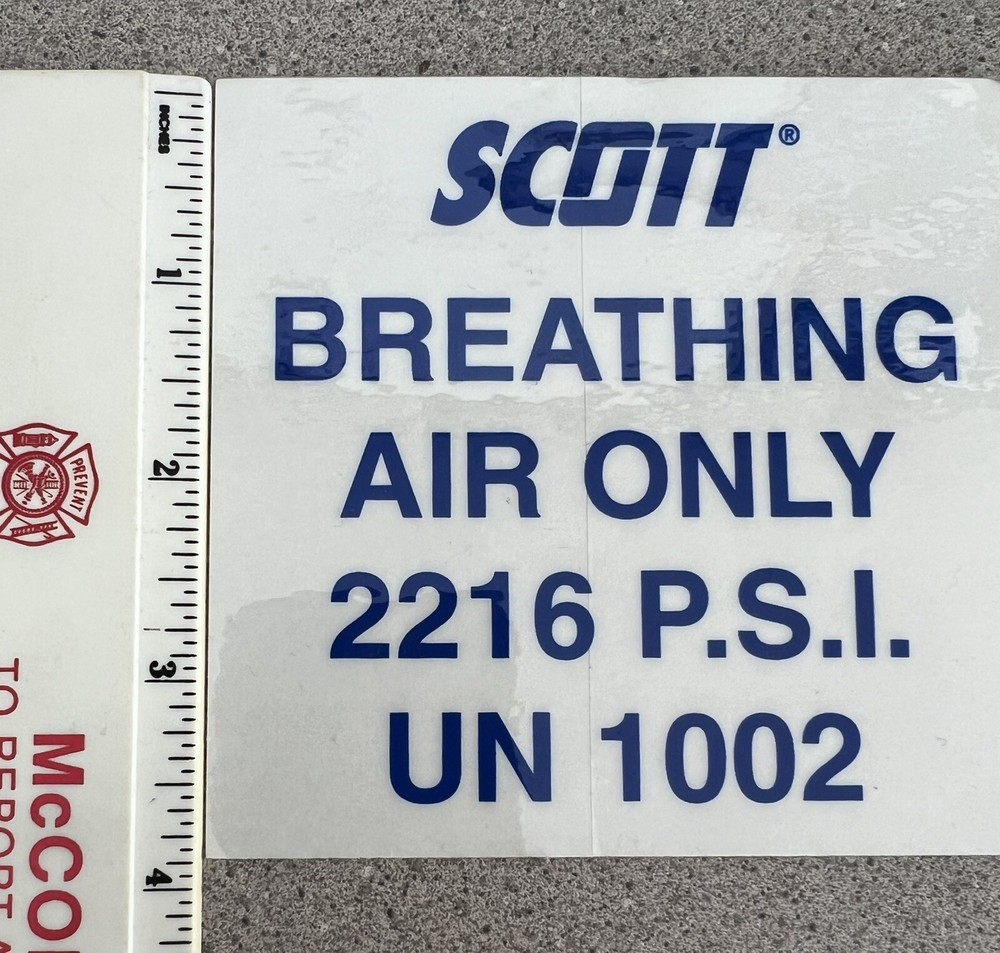 SCOTT®
BREATHING
AIR ONLY
2216 P.S.I.
UN 1002
INCHES
1
2
3
4
PREVENT
McCO
TO REPORT A